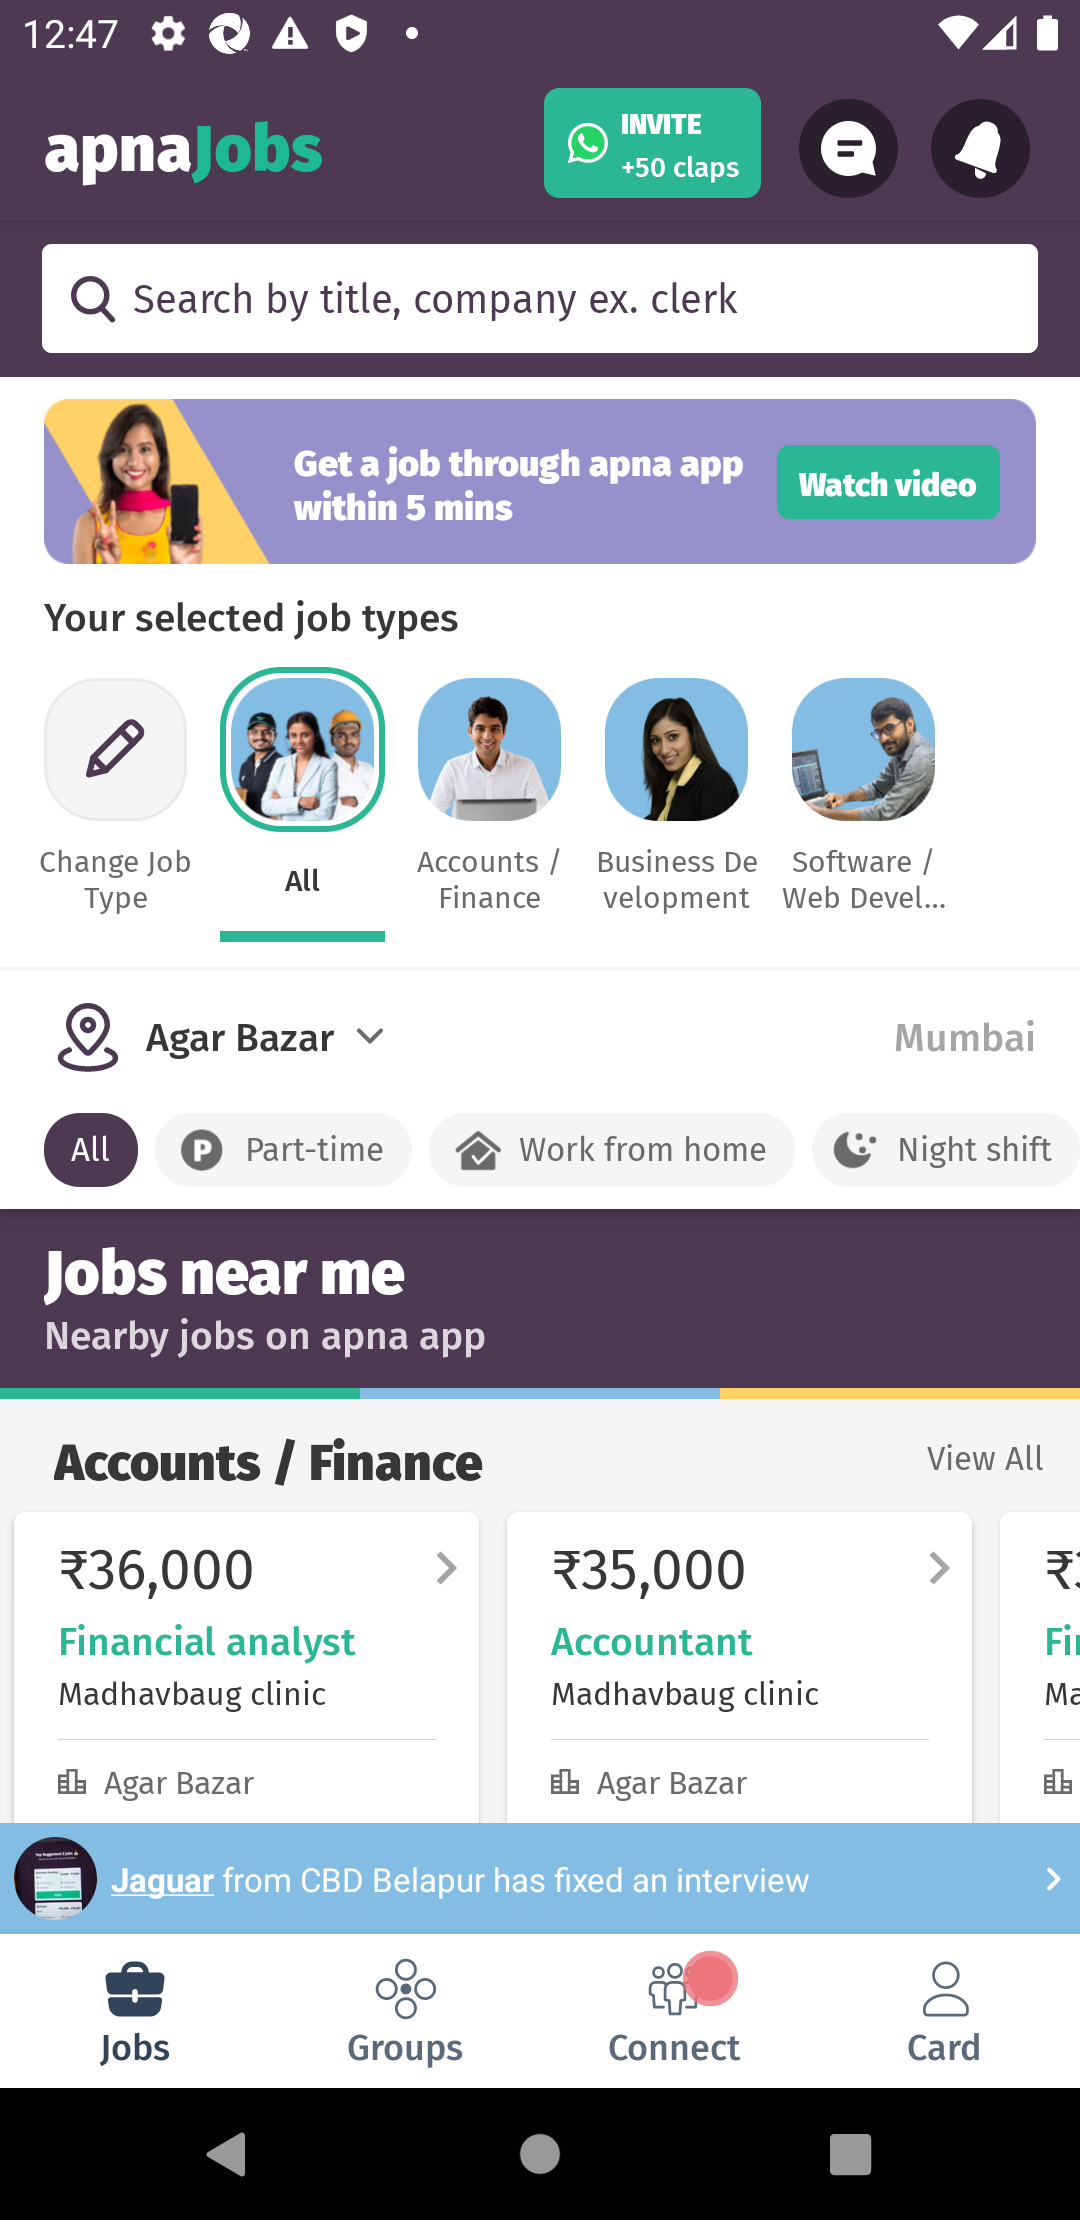 12:47
apnaJobs
INVITE
+50 claps
Search by title, company ex. clerk
Get a job through apna app
within 5 mins
Watch video
Your selected job types
Change Job
Type
All
Accounts /
Finance
Business De
velopment
Software /
Web Devel...
Agar Bazar
Mumbai
All
Part-time
Work from home
Night shift
Jobs near me
Nearby jobs on apna app
Accounts / Finance
View All
₹36,000
Financial analyst
Madhavbaug clinic
Agar Bazar
₹35,000
Accountant
Madhavbaug clinic
Agar Bazar
Jaguar from CBD Belapur has fixed an interview
Jobs
Groups
Connect
Card